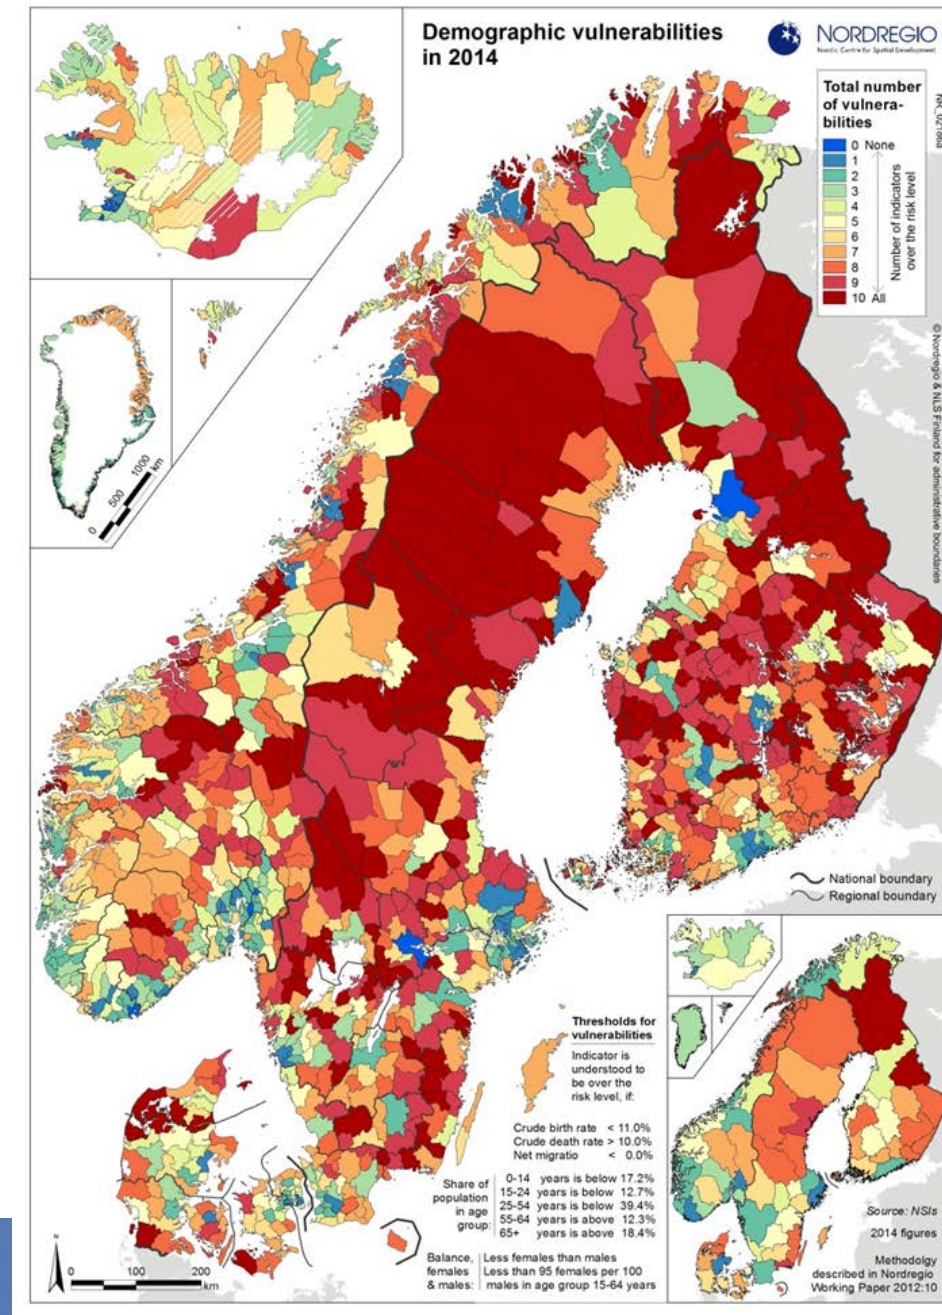 Demographic vulnerabilities
in 2014
NORDREGIO
Nordic Centre for Spatial Development
Total number
of vulnera-
bilities
0 None
1
2
3
4
5
6
7
8
9
10 All
Number of indicators
over the risk level
© Nordregio & NLS Finland for administrative boundaries
0 500 1000
km
National boundary
Regional boundary
Thresholds for
vulnerabilities
Indicator is
understood to
be over the
risk level, if:
Crude birth rate < 11.0%
Crude death rate > 10.0%
Net migratio < 0.0%
Share of
population
in age
group:
0-14 years is below 17.2%
15-24 years is below 12.7%
25-54 years is below 39.4%
55-64 years is above 12.3%
65+ years is above 18.4%
Balance,
females
& males:
Less females than males
Less than 95 females per 100
males in age group 15-64 years
N
0 100 200
km
Source: NSIs
2014 figures
Methodolgy
described in Nordregio
Working Paper 2012:10